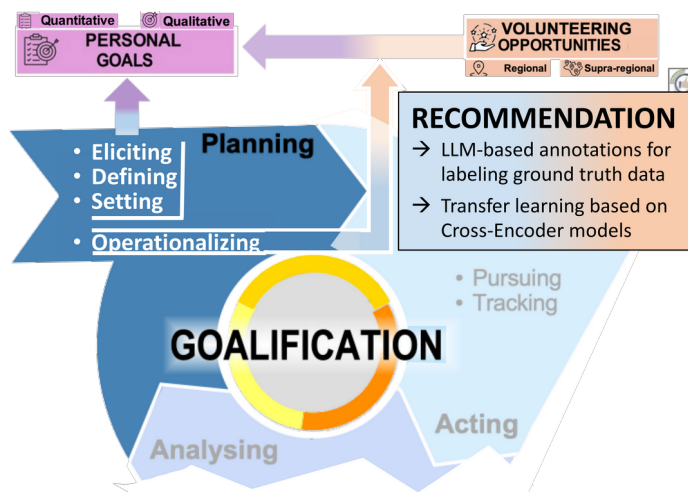 Quantitative
Qualitative
PERSONAL
GOALS
VOLUNTEERING
OPPORTUNITIES
Regional
Supra-regional
RECOMMENDATION
→ LLM-based annotations for
labeling ground truth data
→ Transfer learning based on
Cross-Encoder models
Planning
• Eliciting
• Defining
• Setting
• Operationalizing
• Pursuing
• Tracking
GOALIFICATION
Acting
Analysing